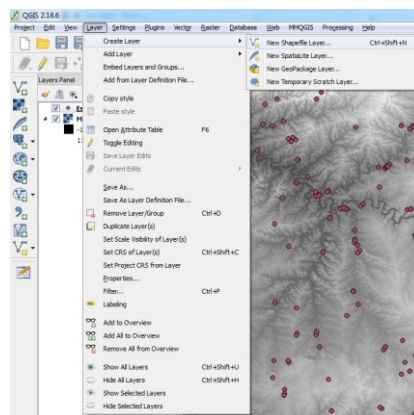 QGIS 2.18.6
Project Edit View Layer Settings Plugins Vector Raster Database Web MMQGIS Processing Help
Create Layer
New Shapefile Layer... Ctrl+Shift+N
Add Layer
New SpatiaLite Layer...
Embed Layers and Groups...
New GeoPackage Layer...
Add from Layer Definition File...
New Temporary Scratch Layer...
Layers Panel
Copy style
Paste style
Open Attribute Table F6
Toggle Editing
Save Layer Edits
Current Edits
Save As...
Save As Layer Definition File...
Remove Layer/Group Ctrl+D
Duplicate Layer(s)
Set Scale Visibility of Layer(s)
Set CRS of Layer(s) Ctrl+Shift+C
Set Project CRS from Layer
Properties...
Filter... Ctrl+F
Labeling
Add to Overview
Add All to Overview
Remove All from Overview
Show All Layers Ctrl+Shift+U
Hide All Layers Ctrl+Shift+H
Show Selected Layers
Hide Selected Layers